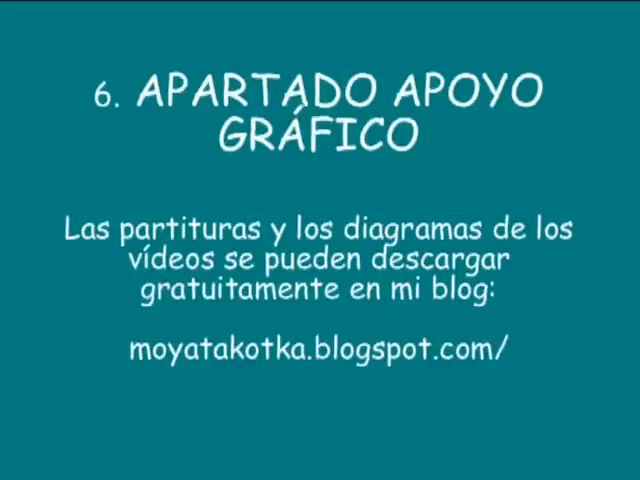 6. APARTADO APOYO
GRÁFICO
Las partituras y los diagramas de los
vídeos se pueden descargar
gratuitamente en mi blog:
moyatakotka.blogspot.com/